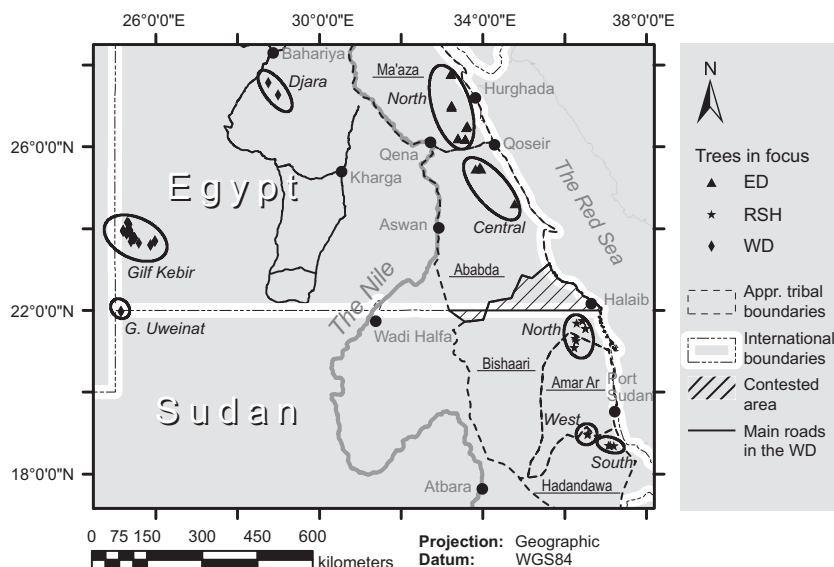 26°0'0"E 30°0'0"E 34°0'0"E 38°0'0"E
Bahariya
Djara
Ma'aza
North
Hurghada
26°0'0"N
Qena
Qoseir
Kharga
Egypt
The Red Sea
Aswan
Central
Gilf Kebir
Ababda
The Nile
Halaib
22°0'0"N
G. Uweinat
Wadi Halfa
North
Bishaari
Amar Ar
Port
Sudan
Sudan
West
South
18°0'0"N
Atbara
Hadandawa
N
Trees in focus
ED
RSH
WD
Appr. tribal
boundaries
International
boundaries
Contested
area
Main roads
in the WD
0 75 150 300 450 600
kilometers
Projection: Geographic
Datum: WGS84